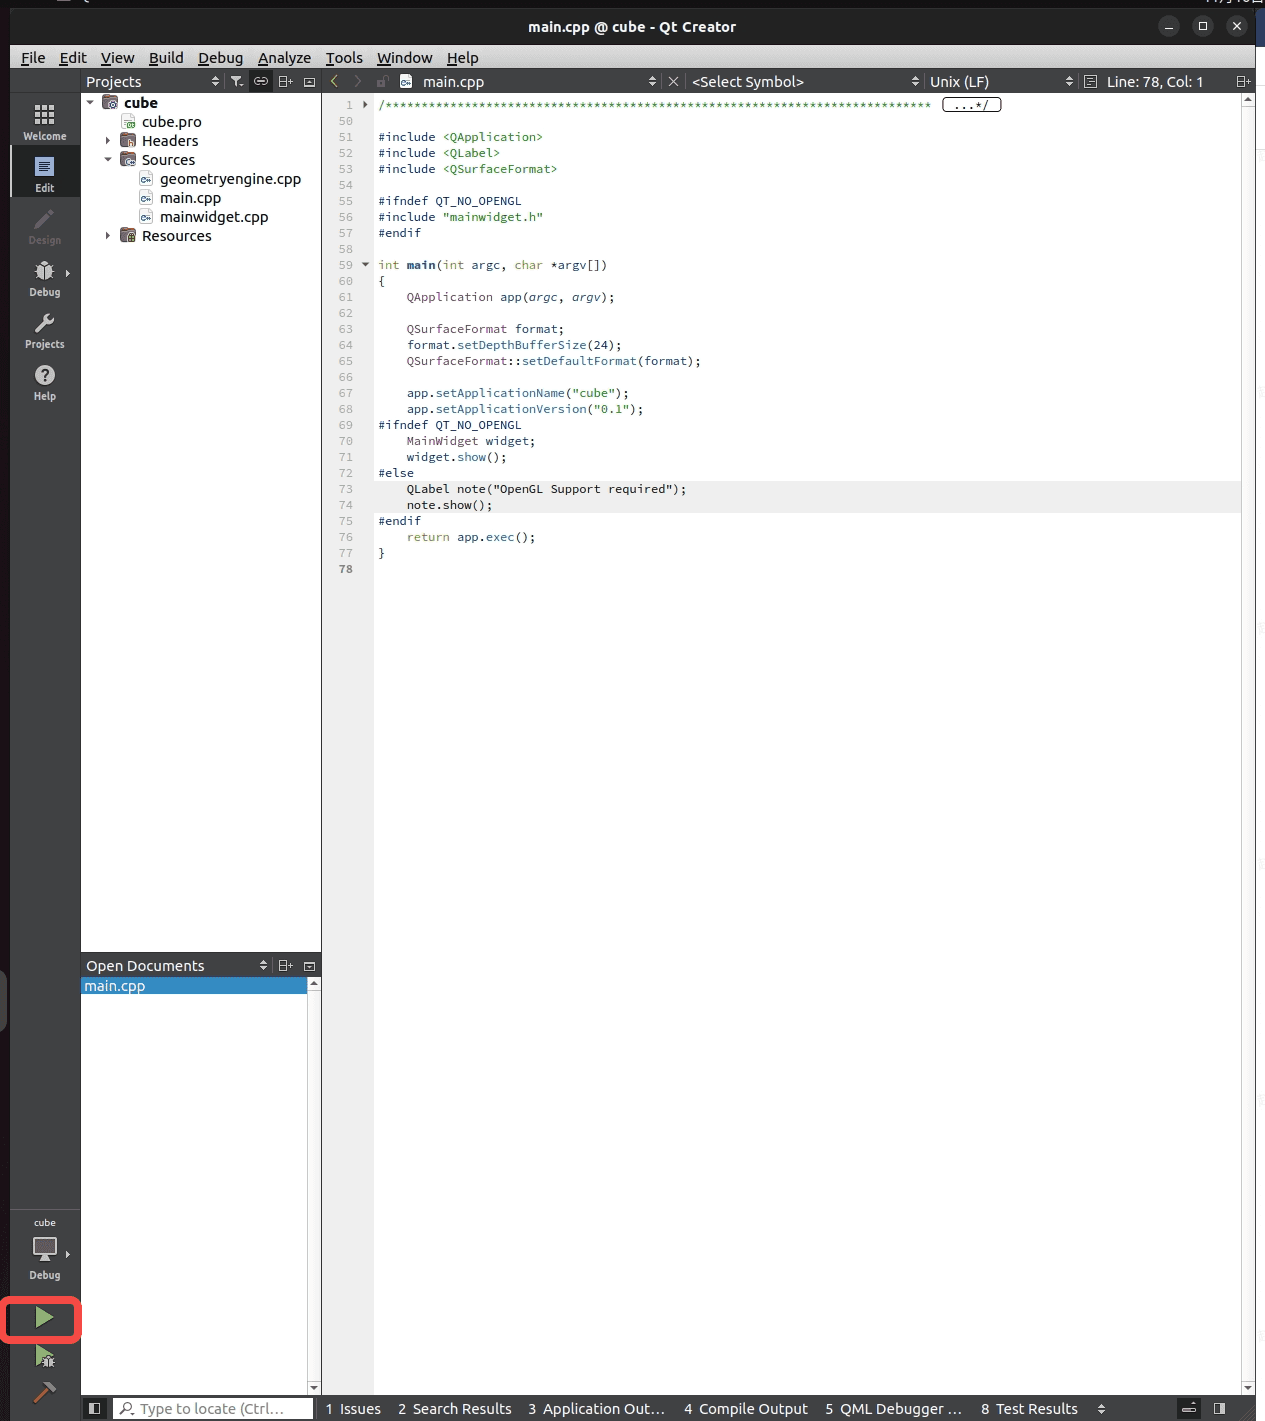 main.cpp @ cube - Qt Creator
File Edit View Build Debug Analyze Tools Window Help
Projects
main.cpp
<Select Symbol>
Unix (LF)
Line: 78, Col: 1
Welcome
Edit
Design
Debug
Projects
Help
cube
cube.pro
Headers
Sources
geometryengine.cpp
main.cpp
mainwidget.cpp
Resources
1 /**************************************************************************** ...*/
50
51 #include <QApplication>
52 #include <QLabel>
53 #include <QSurfaceFormat>
54
55 #ifndef QT_NO_OPENGL
56 #include "mainwidget.h"
57 #endif
58
59 int main(int argc, char *argv[])
60 {
61 QApplication app(argc, argv);
62
63 QSurfaceFormat format;
64 format.setDepthBufferSize(24);
65 QSurfaceFormat::setDefaultFormat(format);
66
67 app.setApplicationName("cube");
68 app.setApplicationVersion("0.1");
69 #ifndef QT_NO_OPENGL
70 MainWidget widget;
71 widget.show();
72 #else
73 QLabel note("OpenGL Support required");
74 note.show();
75 #endif
76 return app.exec();
77 }
78
Open Documents
main.cpp
cube
Debug
Type to locate (Ctrl...
1 Issues
2 Search Results
3 Application Out...
4 Compile Output
5 QML Debugger ...
8 Test Results